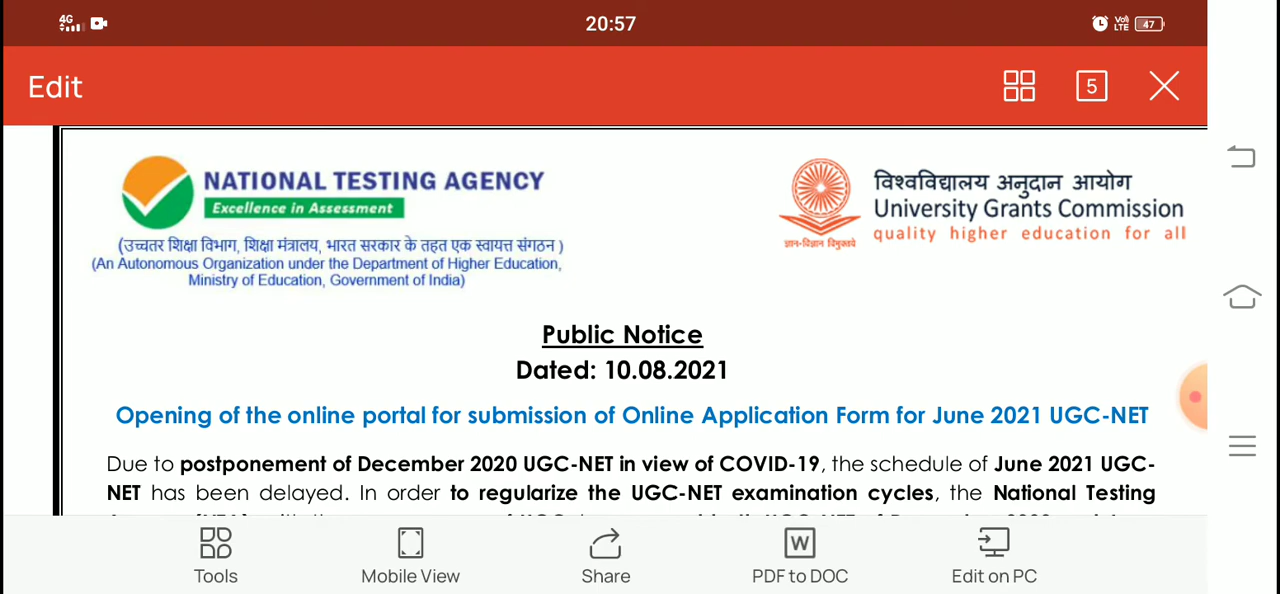 4G 20:57 Vol) LTE 47
Edit 5
NATIONAL TESTING AGENCY
Excellence in Assessment
(उच्चतर शिक्षा विभाग, शिक्षा मंत्रालय, भारत सरकार के तहत एक स्वायत्त संगठन )
(An Autonomous Organization under the Department of Higher Education,
Ministry of Education, Government of India)
विश्वविद्यालय अनुदान आयोग
University Grants Commission
quality higher education for all
ज्ञान-विज्ञान विमुक्तये
Public Notice
Dated: 10.08.2021
Opening of the online portal for submission of Online Application Form for June 2021 UGC-NET
Due to postponement of December 2020 UGC-NET in view of COVID-19, the schedule of June 2021 UGC-
NET has been delayed. In order to regularize the UGC-NET examination cycles, the National Testing
Tools Mobile View Share W PDF to DOC Edit on PC